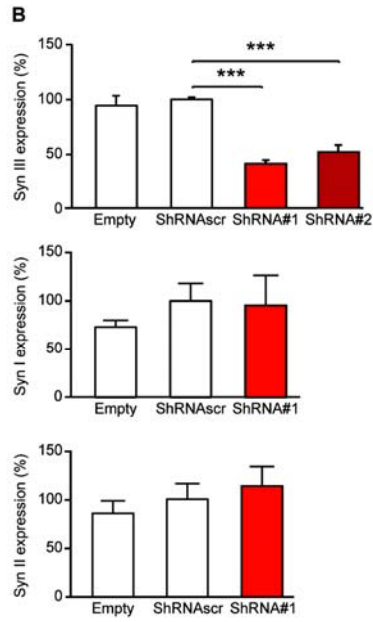 B
***
***
Syn III expression (%)
150
100
50
0
Empty ShRNAscr ShRNA#1 ShRNA#2
Syn I expression (%)
150
100
50
0
Empty ShRNAscr ShRNA#1
Syn II expression (%)
150
100
50
0
Empty ShRNAscr ShRNA#1